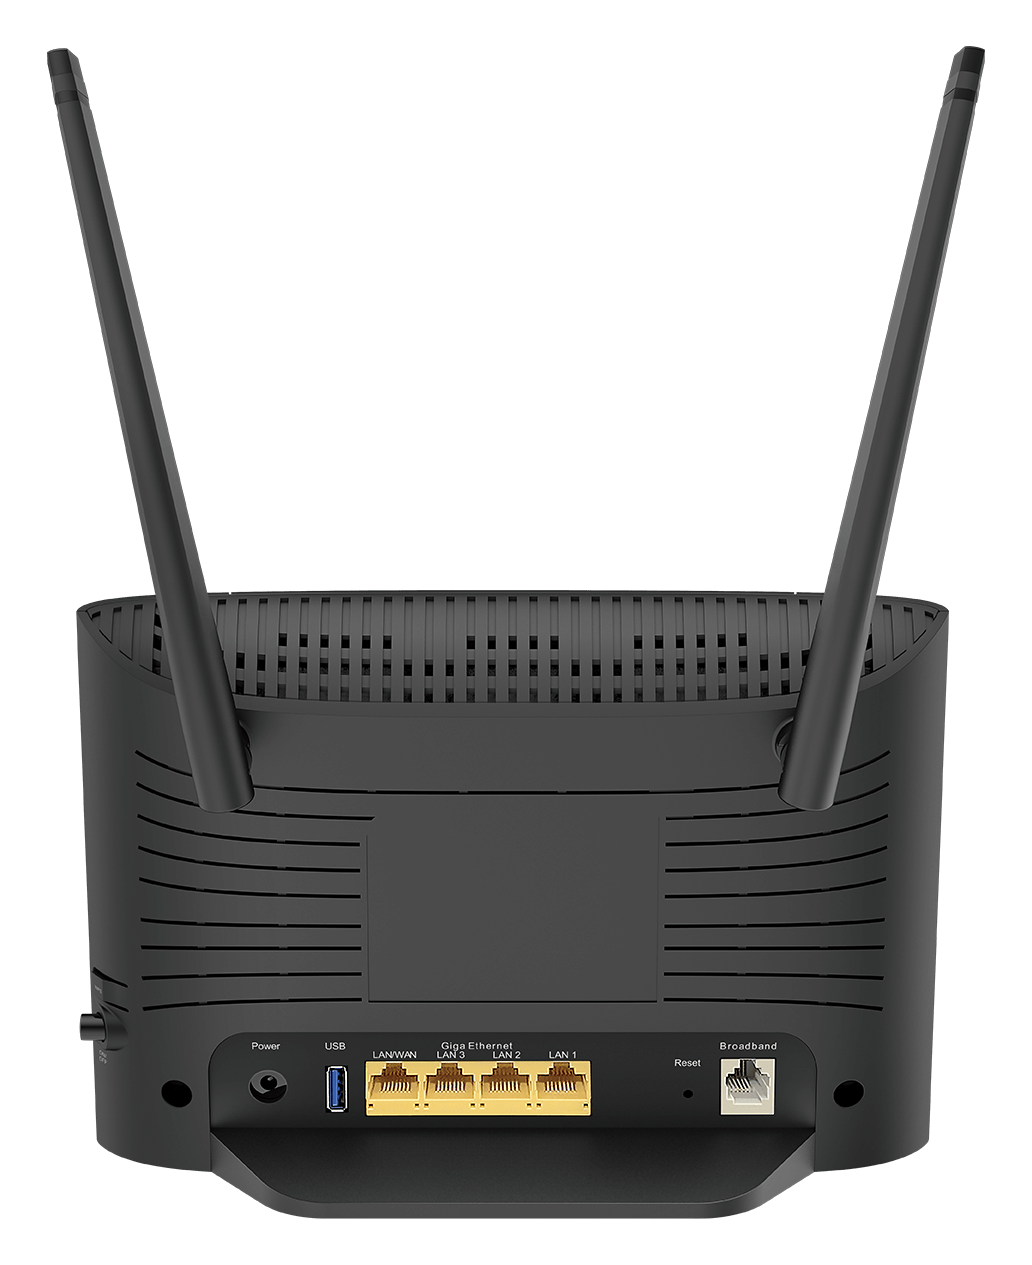 Power
USB
Giga Ethernet
LAN/WAN LAN 3 LAN 2 LAN 1
Reset
Broadband